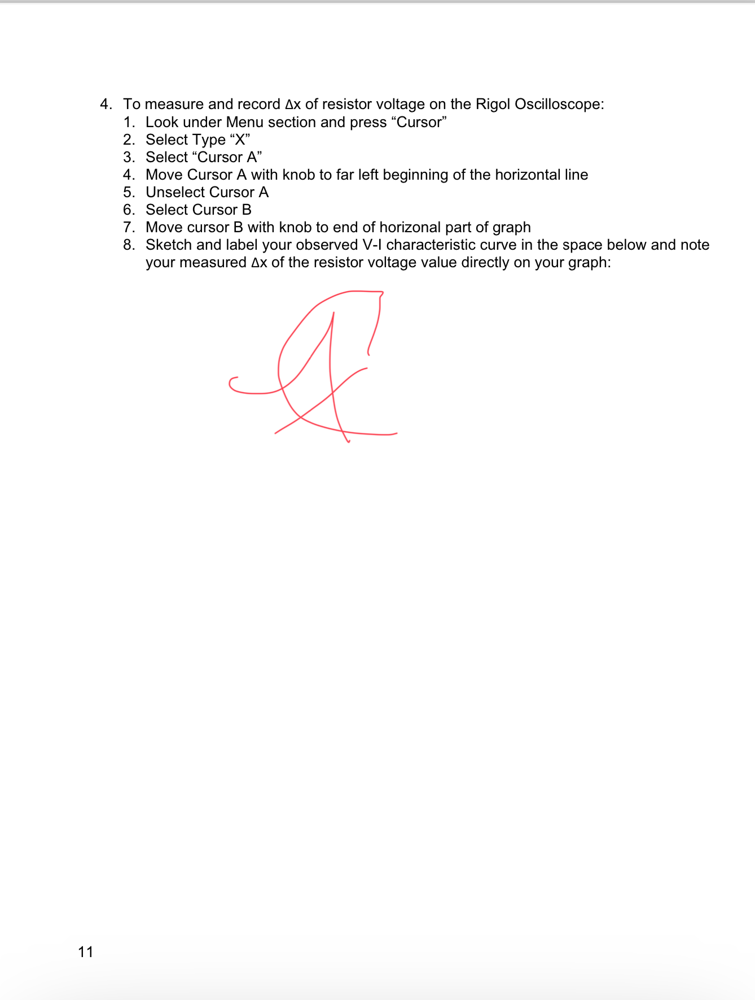 4. To measure and record Δx of resistor voltage on the Rigol Oscilloscope:
1. Look under Menu section and press “Cursor”
2. Select Type “X”
3. Select “Cursor A”
4. Move Cursor A with knob to far left beginning of the horizontal line
5. Unselect Cursor A
6. Select Cursor B
7. Move cursor B with knob to end of horizonal part of graph
8. Sketch and label your observed V-I characteristic curve in the space below and note
your measured Δx of the resistor voltage value directly on your graph:
11